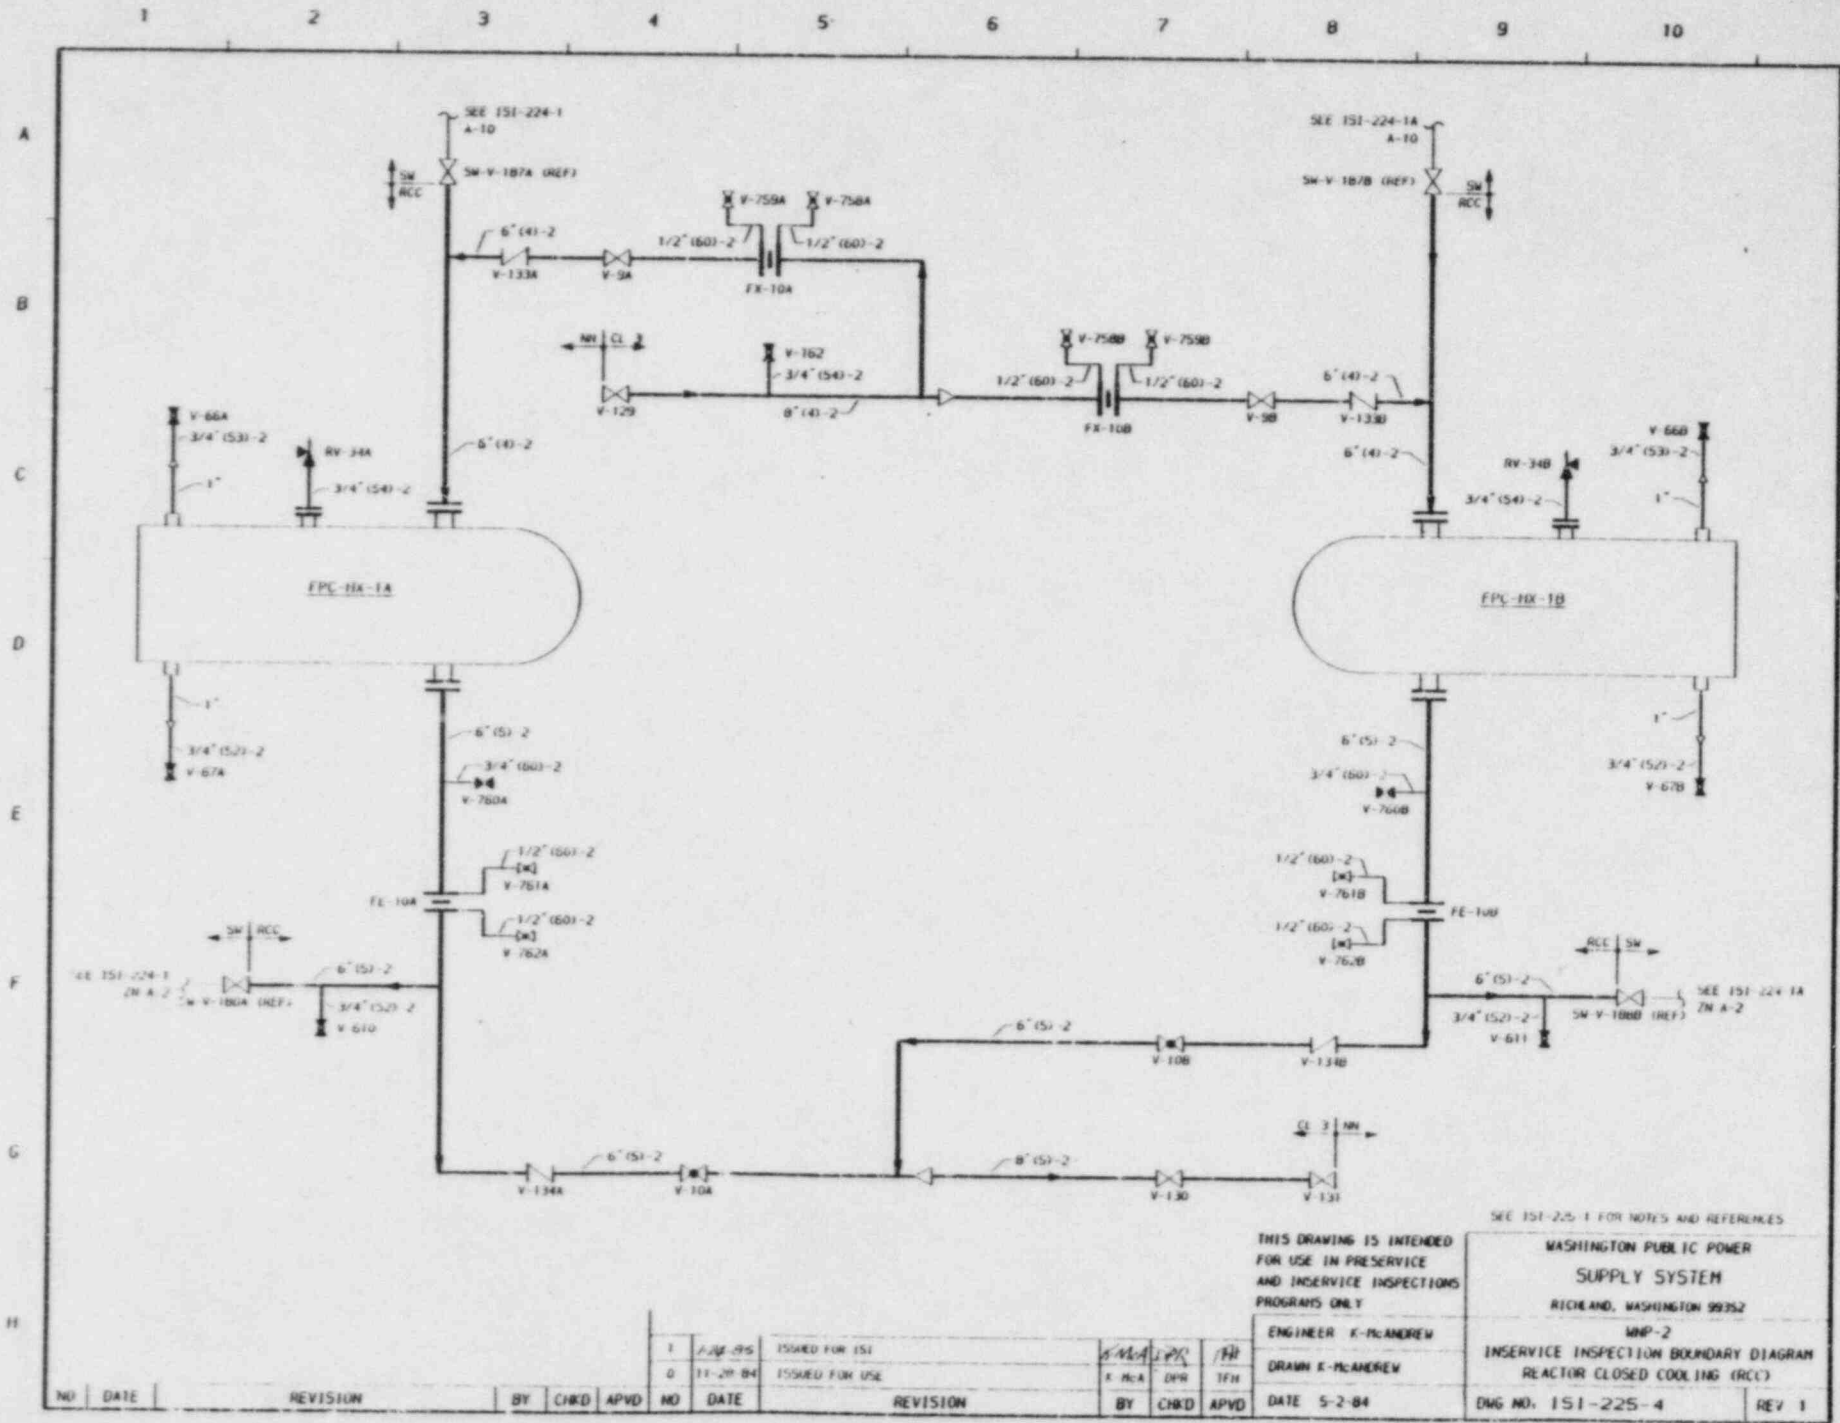 1 2 3 4 5 6 7 8 9 10
A
SEE ISI-224-1
A-10
SW
RCC
SW-V-187A (REF)
SEE ISI-224-1A
A-10
SW-V-187B (REF)
SW
RCC
V-759A
V-758A
6"(4)-2
1/2"(60)-2
1/2"(60)-2
V-133A
V-9A
FX-10A
B
NN CL 3
V-162
3/4"(54)-2
V-129
8"(4)-2
V-758B
V-759B
1/2"(60)-2
1/2"(60)-2
6"(4)-2
FX-10B
V-9B
V-133B
C
V-66A
3/4"(53)-2
1"
RV-34A
3/4"(54)-2
6"(4)-2
6"(4)-2
RV-34B
3/4"(54)-2
V-66B
3/4"(53)-2
1"
FPC-HX-1A
FPC-HX-1B
D
1"
3/4"(52)-2
V-67A
6"(5)-2
3/4"(60)-2
V-760A
6"(5)-2
3/4"(60)-2
V-760B
1"
3/4"(52)-2
V-67B
E
1/2"(60)-2
V-761A
FE-10A
1/2"(60)-2
V-762A
1/2"(60)-2
V-761B
FE-10B
1/2"(60)-2
V-762B
F
SW RCC
SEE ISI-224-1
ZN A-2
6"(5)-2
3/4"(52)-2
V-610
RCC SW
6"(5)-2
3/4"(52)-2
SW-V-188B (REF)
SEE ISI-224-1A
ZN A-2
V-611
6"(5)-2
V-10B
V-134B
G
6"(5)-2
V-134A
V-10A
8"(5)-2
V-130
CL 3 NN
V-131
SEE ISI-225-1 FOR NOTES AND REFERENCES
THIS DRAWING IS INTENDED
FOR USE IN PRESERVICE
AND INSERVICE INSPECTIONS
PROGRAMS ONLY
WASHINGTON PUBLIC POWER
SUPPLY SYSTEM
RICHLAND, WASHINGTON 99352
H
ENGINEER K-McANDREW
DRAWN K-McANDREW
DATE 5-2-84
WNP-2
INSERVICE INSPECTION BOUNDARY DIAGRAM
REACTOR CLOSED COOLING (RCC)
DWG NO. ISI-225-4 REV 1
1 ISSUED FOR ISI
0 11-28-84 ISSUED FOR USE K McA DPR TFH
NO DATE REVISION BY CHKD APVD NO DATE REVISION BY CHKD APVD